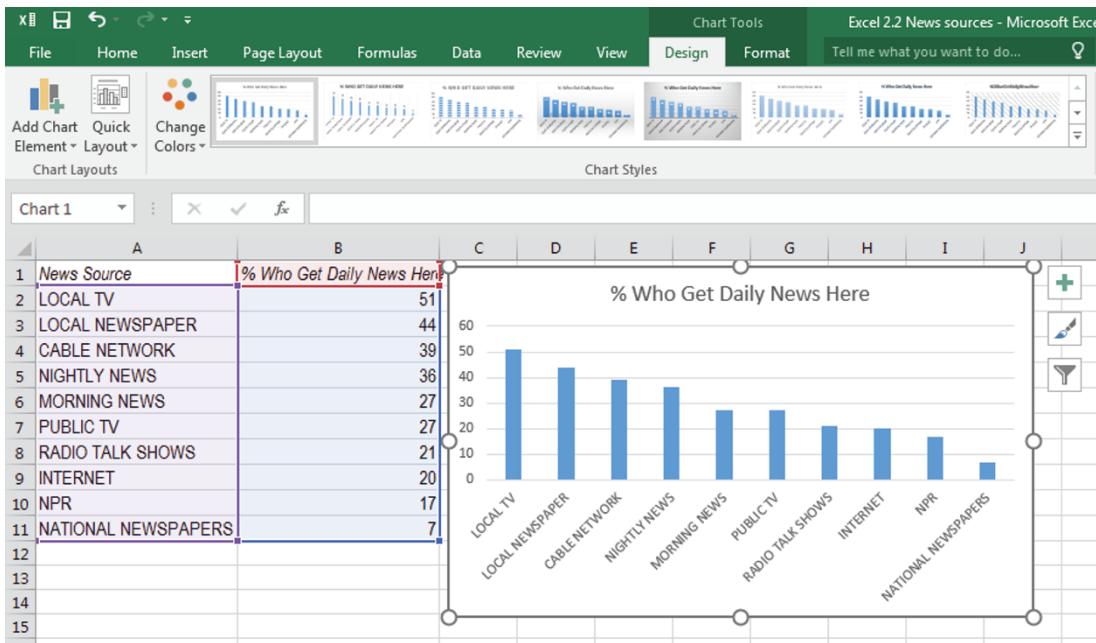 Chart Tools Excel 2.2 News sources - Microsoft Exce
File Home Insert Page Layout Formulas Data Review View Design Format Tell me what you want to do...
Add Chart Quick Change
Element Layout Colors
Chart Layouts Chart Styles
Chart 1 fx
A B C D E F G H I J
1 News Source % Who Get Daily News Here
2 LOCAL TV 51
3 LOCAL NEWSPAPER 44
4 CABLE NETWORK 39
5 NIGHTLY NEWS 36
6 MORNING NEWS 27
7 PUBLIC TV 27
8 RADIO TALK SHOWS 21
9 INTERNET 20
10 NPR 17
11 NATIONAL NEWSPAPERS 7
12
13
14
15
% Who Get Daily News Here
60
50
40
30
20
10
0
LOCAL TV
LOCAL NEWSPAPER
CABLE NETWORK
NIGHTLY NEWS
MORNING NEWS
PUBLIC TV
RADIO TALK SHOWS
INTERNET
NPR
NATIONAL NEWSPAPERS